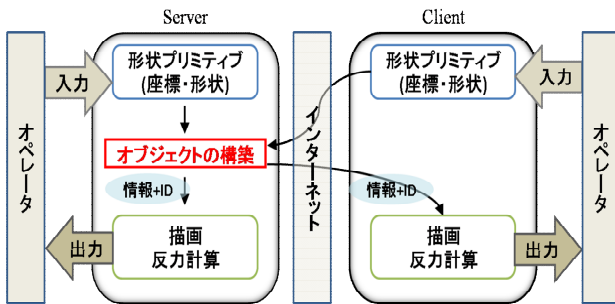 Server
Client
オペレータ
入力
形状プリミティブ
(座標・形状)
オブジェクトの構築
情報+ID
描画
反力計算
出力
インターネット
形状プリミティブ
(座標・形状)
入力
情報+ID
描画
反力計算
出力
オペレータ